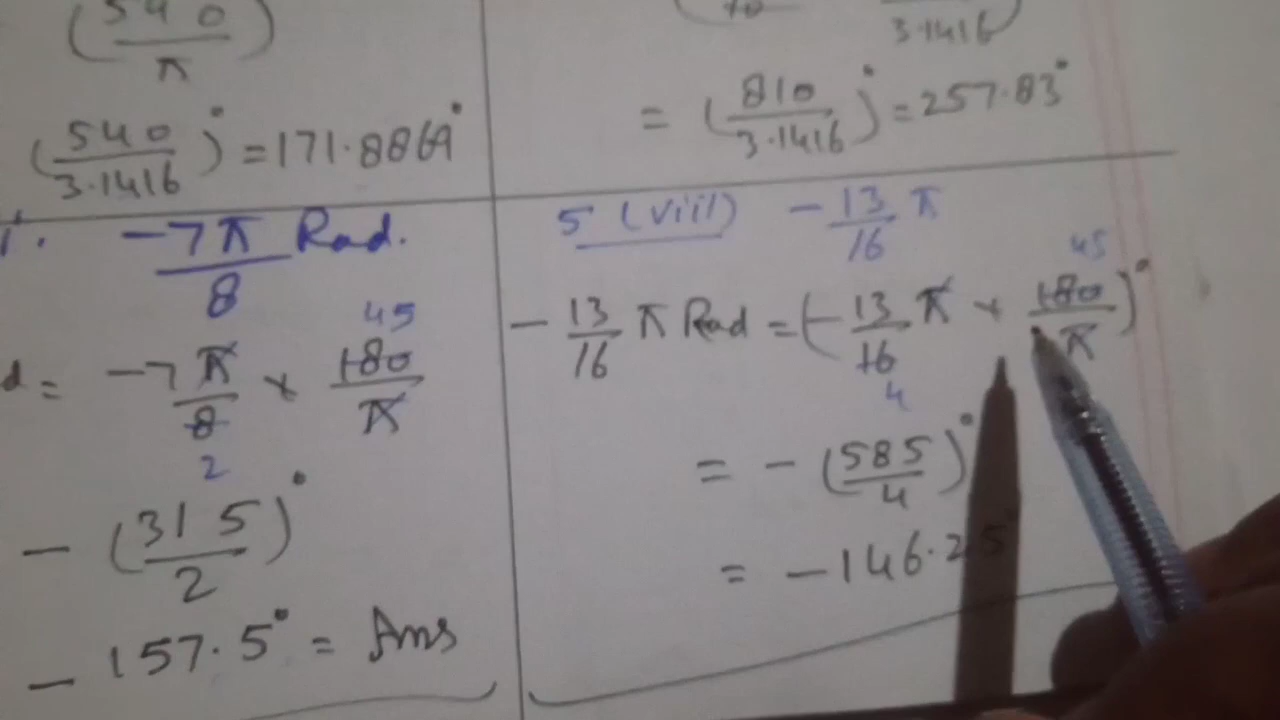 (540/π)
(540/3.1416)° = 171.8869°
3.1416)
= (810/3.1416)° = 257.83°
-7π/8 Rad.
= -7π/8 × 180/π
45
2
- (315/2)°
- 157.5° = Ans
5 (viii) -13/16 π
45
- 13/16 π Rad = (-13/16 π × 180/π)°
4
= - (585/4)°
= -146.25°